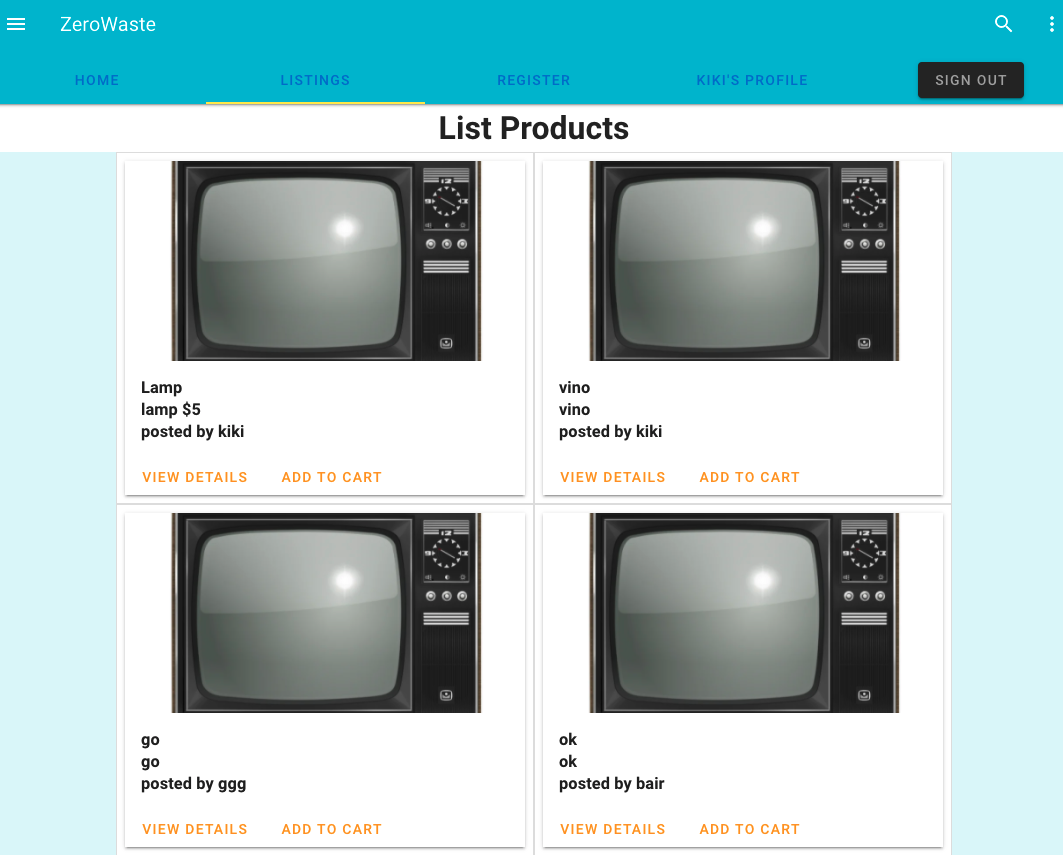 ZeroWaste
HOME LISTINGS REGISTER KIKI'S PROFILE SIGN OUT
List Products
Lamp
lamp $5
posted by kiki
VIEW DETAILS ADD TO CART
vino
vino
posted by kiki
VIEW DETAILS ADD TO CART
go
go
posted by ggg
VIEW DETAILS ADD TO CART
ok
ok
posted by bair
VIEW DETAILS ADD TO CART